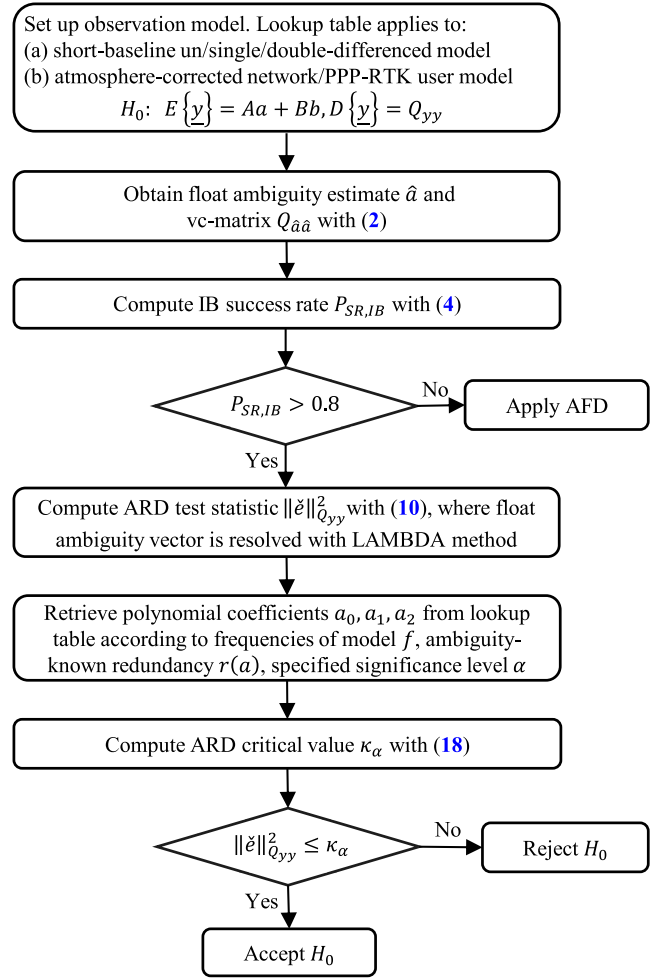 Set up observation model. Lookup table applies to:
(a) short-baseline un/single/double-differenced model
(b) atmosphere-corrected network/PPP-RTK user model
H₀: E{y̲} = Aa + Bb, D{y̲} = Q_yy
Obtain float ambiguity estimate â and
vc-matrix Q_ââ with (2)
Compute IB success rate P_SR,IB with (4)
P_SR,IB > 0.8
No
Apply AFD
Yes
Compute ARD test statistic ‖ě‖²_Q_yy with (10), where float
ambiguity vector is resolved with LAMBDA method
Retrieve polynomial coefficients a₀, a₁, a₂ from lookup
table according to frequencies of model f, ambiguity-
known redundancy r(a), specified significance level α
Compute ARD critical value κ_α with (18)
‖ě‖²_Q_yy ≤ κ_α
No
Reject H₀
Yes
Accept H₀